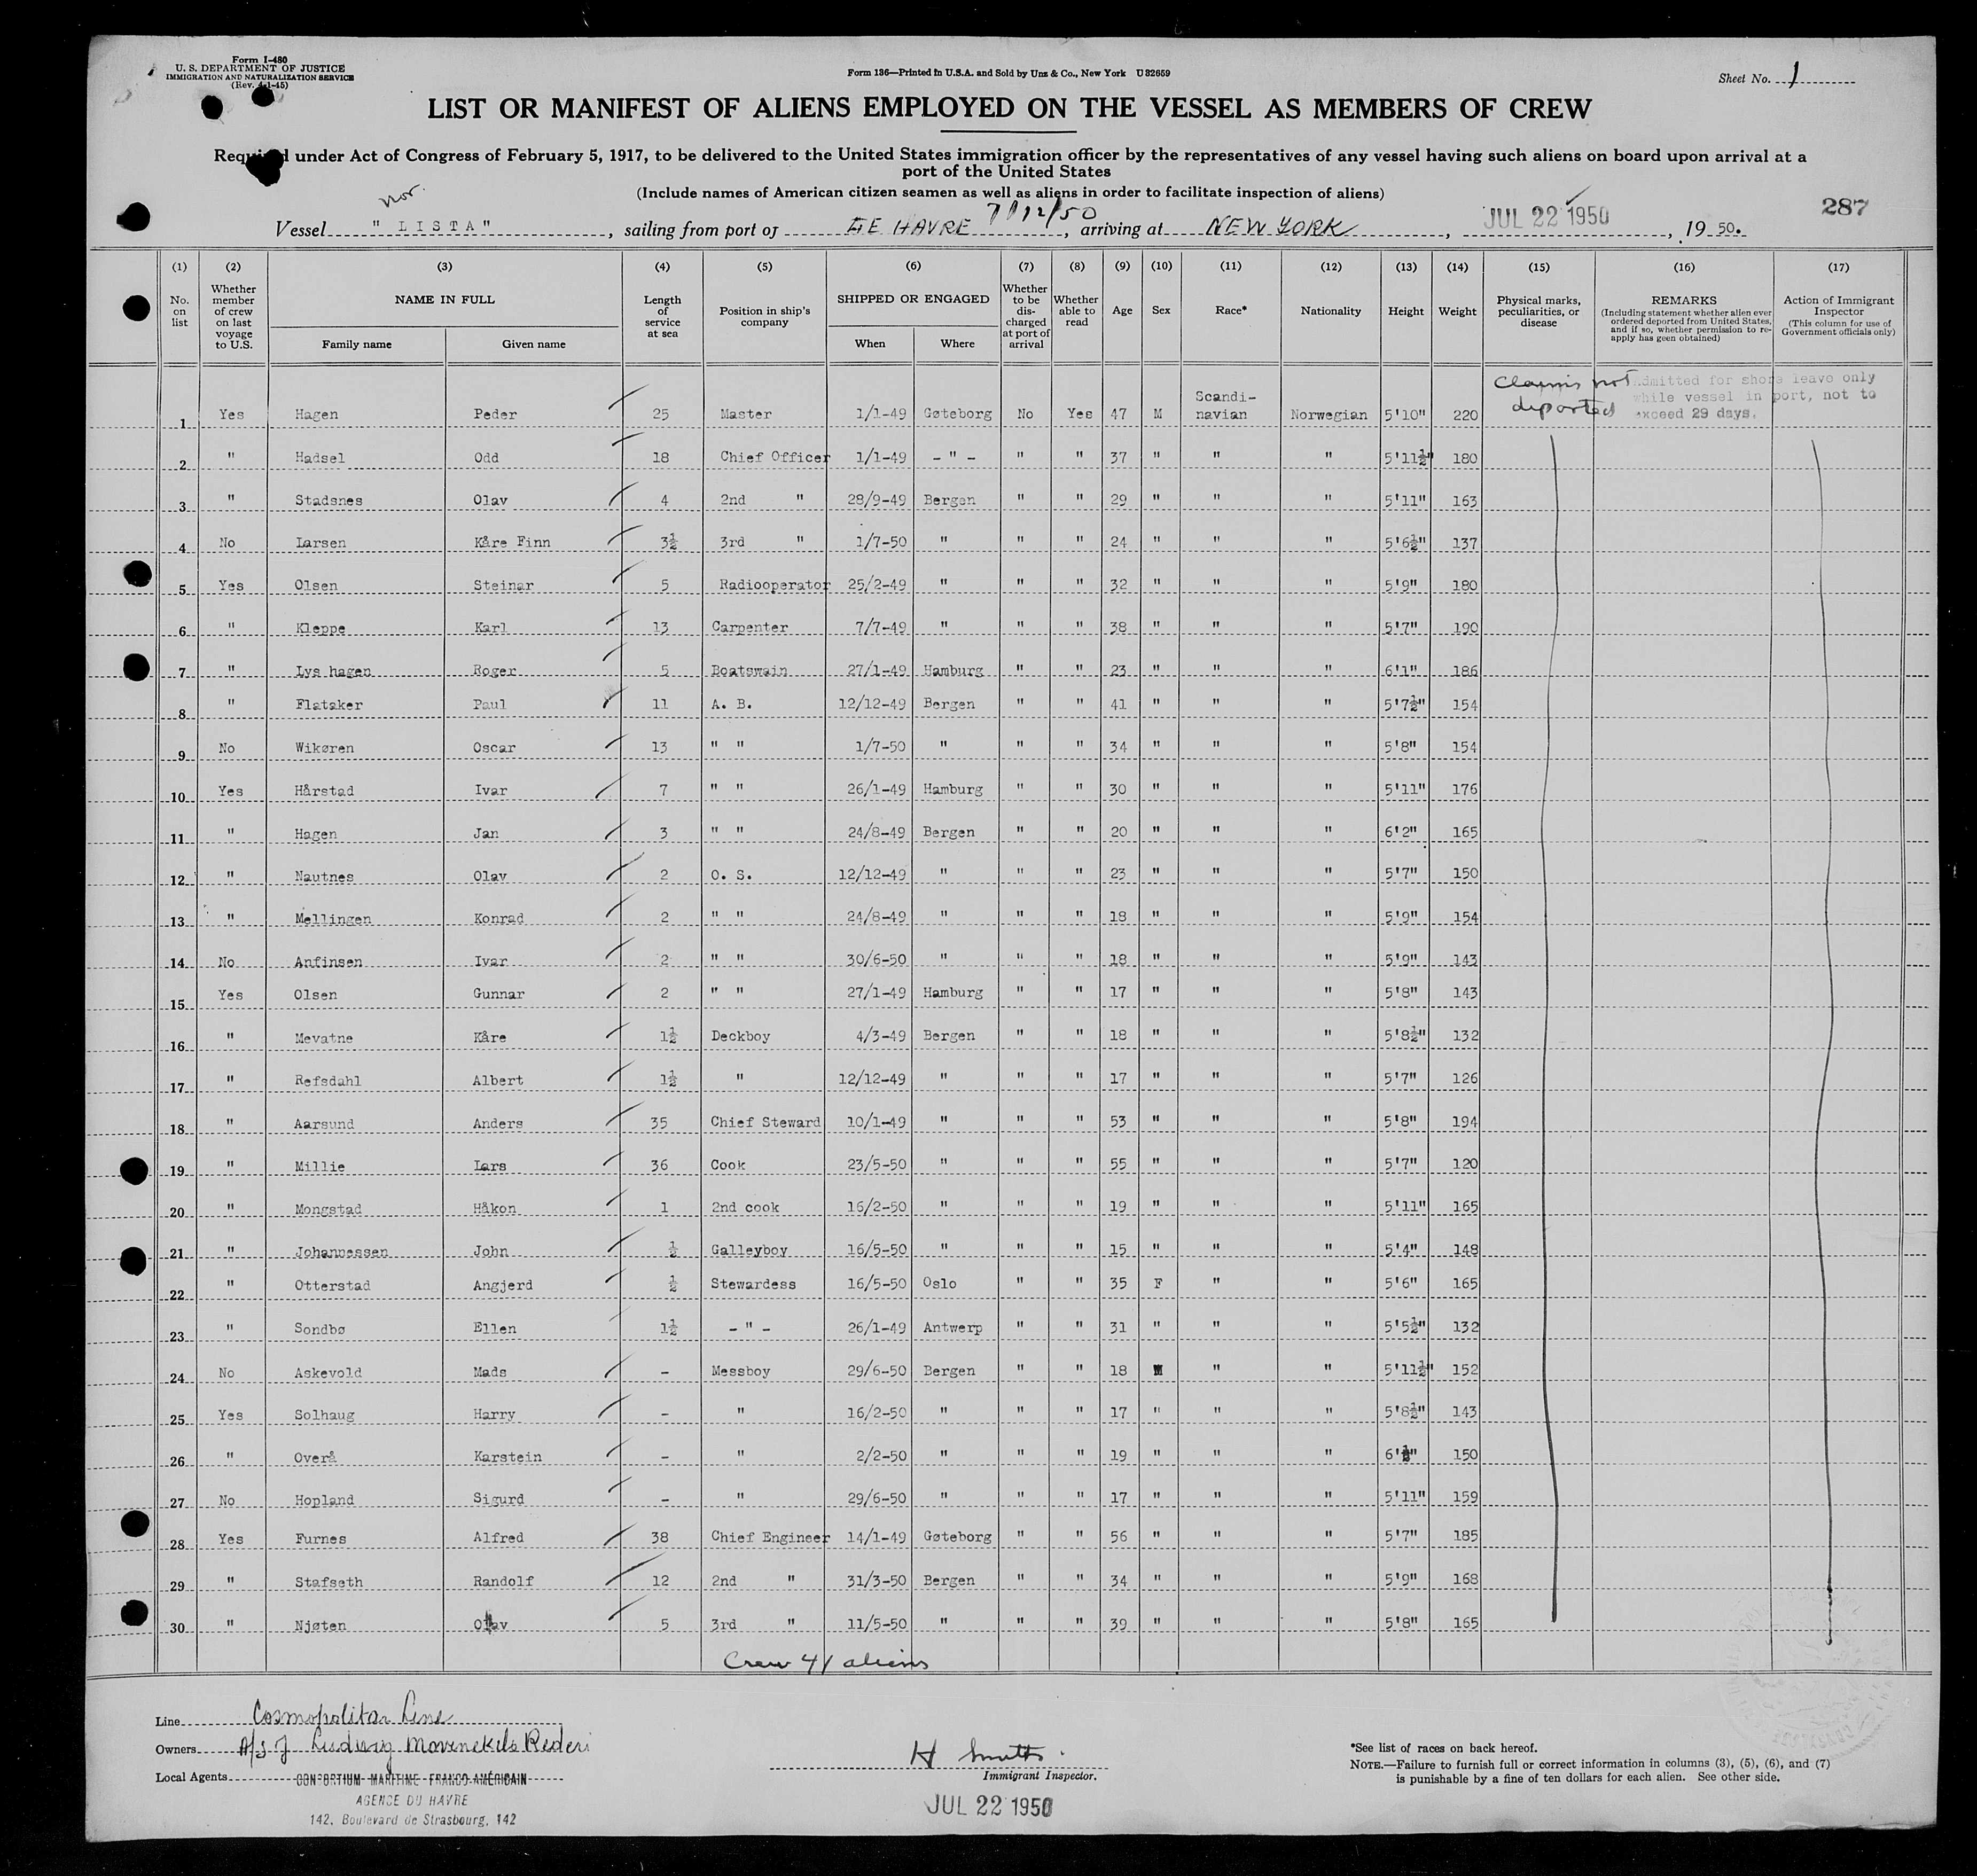 Form I-480
U. S. DEPARTMENT OF JUSTICE
IMMIGRATION AND NATURALIZATION SERVICE
(Rev. 4-1-45)
Form 136—Printed in U.S.A. and Sold by Unz & Co., New York U 32659
Sheet No. 1
LIST OR MANIFEST OF ALIENS EMPLOYED ON THE VESSEL AS MEMBERS OF CREW
Required under Act of Congress of February 5, 1917, to be delivered to the United States immigration officer by the representatives of any vessel having such aliens on board upon arrival at a
port of the United States
(Include names of American citizen seamen as well as aliens in order to facilitate inspection of aliens)
nor.
287
Vessel " LISTA " , sailing from port of LE HAVRE 7/12/50 , arriving at NEW YORK , JUL 22 1950 , 19 50.
(1) (2) (3) (4) (5) (6) (7) (8) (9) (10) (11) (12) (13) (14) (15) (16) (17)
No. on list
Whether member of crew on last voyage to U.S.
NAME IN FULL
Family name Given name
Length of service at sea
Position in ship's company
SHIPPED OR ENGAGED
When Where
Whether to be discharged at port of arrival
Whether able to read
Age
Sex
Race*
Nationality
Height
Weight
Physical marks, peculiarities, or disease
REMARKS
(Including statement whether alien ever ordered deported from United States, and if so, whether permission to reapply has geen obtained)
Action of Immigrant Inspector
(This column for use of Government officials only)
Claims not deported
admitted for shore leave only
while vessel in port, not to
exceed 29 days.
1 Yes Hagen Peder 25 Master 1/1-49 Gøteborg No Yes 47 M Scandi-navian Norwegian 5'10" 220
2 " Hadsel Odd 18 Chief Officer 1/1-49 - " - " " 37 " " " 5'11½" 180
3 " Stadsnes Olav 4 2nd " 28/9-49 Bergen " " 29 " " " 5'11" 163
4 No Larsen Kåre Finn 3½ 3rd " 1/7-50 " " " 24 " " " 5'6½" 137
5 Yes Olsen Steinar 5 Radiooperator 25/2-49 " " " 32 " " " 5'9" 180
6 " Kleppe Karl 13 Carpenter 7/7-49 " " " 38 " " " 5'7" 190
7 " Lys hagen Roger 5 Boatswain 27/1-49 Hamburg " " 23 " " " 6'1" 186
8 " Flataker Paul 11 A. B. 12/12-49 Bergen " " 41 " " " 5'7½" 154
9 No Wikøren Oscar 13 " " 1/7-50 " " " 34 " " " 5'8" 154
10 Yes Hårstad Ivar 7 " " 26/1-49 Hamburg " " 30 " " " 5'11" 176
11 " Hagen Jan 3 " " 24/8-49 Bergen " " 20 " " " 6'2" 165
12 " Nautnes Olav 2 O. S. 12/12-49 " " " 23 " " " 5'7" 150
13 " Mellingen Konrad 2 " " 24/8-49 " " " 18 " " " 5'9" 154
14 No Anfinsen Ivar 2 " " 30/6-50 " " " 18 " " " 5'9" 143
15 Yes Olsen Gunnar 2 " " 27/1-49 Hamburg " " 17 " " " 5'8" 143
16 " Mevatne Kåre 1½ Deckboy 4/3-49 Bergen " " 18 " " " 5'8½" 132
17 " Refsdahl Albert 1½ " 12/12-49 " " " 17 " " " 5'7" 126
18 " Aarsund Anders 35 Chief Steward 10/1-49 " " " 53 " " " 5'8" 194
19 " Millie Lars 36 Cook 23/5-50 " " " 55 " " " 5'7" 120
20 " Mongstad Håkon 1 2nd cook 16/2-50 " " " 19 " " " 5'11" 165
21 " Johannessen John ½ Galleyboy 16/5-50 " " " 15 " " " 5'4" 148
22 " Otterstad Angjerd ½ Stewardess 16/5-50 Oslo " " 35 F " " 5'6" 165
23 " Sondbø Ellen 1½ - " - 26/1-49 Antwerp " " 31 " " " 5'5½" 132
24 No Askevold Mads - Messboy 29/6-50 Bergen " " 18 M " " 5'11½" 152
25 Yes Solhaug Harry - " 16/2-50 " " " 17 " " " 5'8½" 143
26 " Overå Karstein - " 2/2-50 " " " 19 " " " 6'½" 150
27 No Hopland Sigurd - " 29/6-50 " " " 17 " " " 5'11" 159
28 Yes Furnes Alfred 38 Chief Engineer 14/1-49 Gøteborg " " 56 " " " 5'7" 185
29 " Stafseth Randolf 12 2nd " 31/3-50 Bergen " " 34 " " " 5'9" 168
30 " Njøten Olav 5 3rd " 11/5-50 " " " 39 " " " 5'8" 165
Crew 41 aliens
Line Cosmopolitan Line
Owners A/S J Ludwig Mowinckels Rederi
Local Agents CONSORTIUM MARITIME FRANCO-AMÉRICAIN
AGENCE DU HAVRE
142, Boulevard de Strasbourg, 142
H Smith
Immigrant Inspector.
JUL 22 1950
*See list of races on back hereof.
NOTE.—Failure to furnish full or correct information in columns (3), (5), (6), and (7)
is punishable by a fine of ten dollars for each alien. See other side.